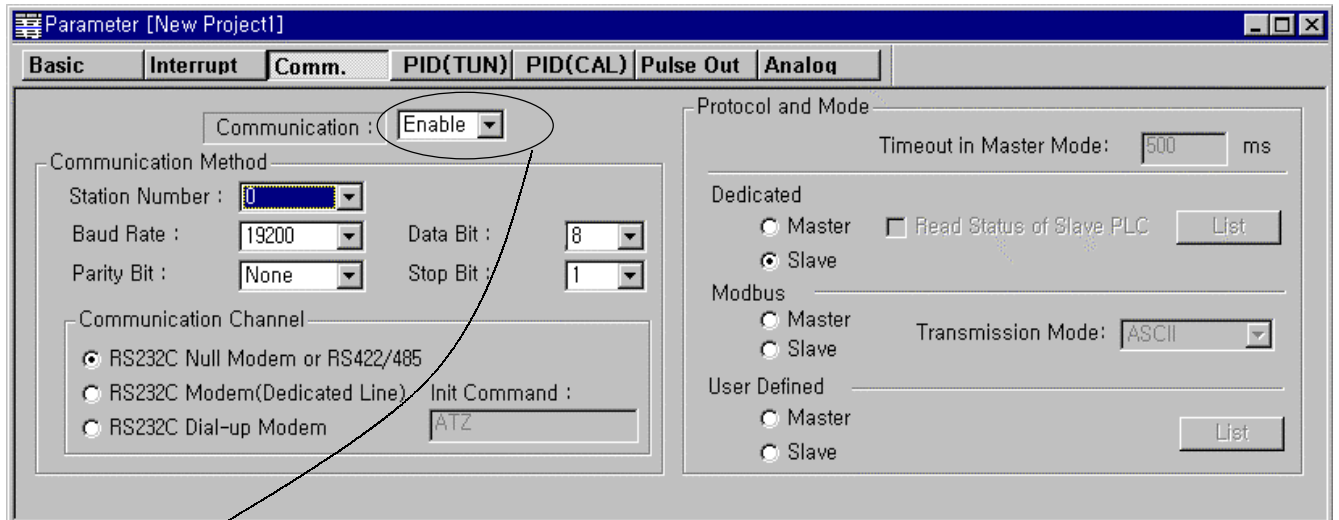 Parameter [New Project1]
Basic Interrupt Comm. PID(TUN) PID(CAL) Pulse Out Analog
Communication : Enable
Communication Method
Station Number : 0
Baud Rate : 19200 Data Bit : 8
Parity Bit : None Stop Bit : 1
Communication Channel
RS232C Null Modem or RS422/485
RS232C Modem(Dedicated Line) Init Command :
RS232C Dial-up Modem ATZ
Protocol and Mode
Timeout in Master Mode: 500 ms
Dedicated
Master Read Status of Slave PLC List
Slave
Modbus
Master
Transmission Mode: ASCII
Slave
User Defined
Master
List
Slave